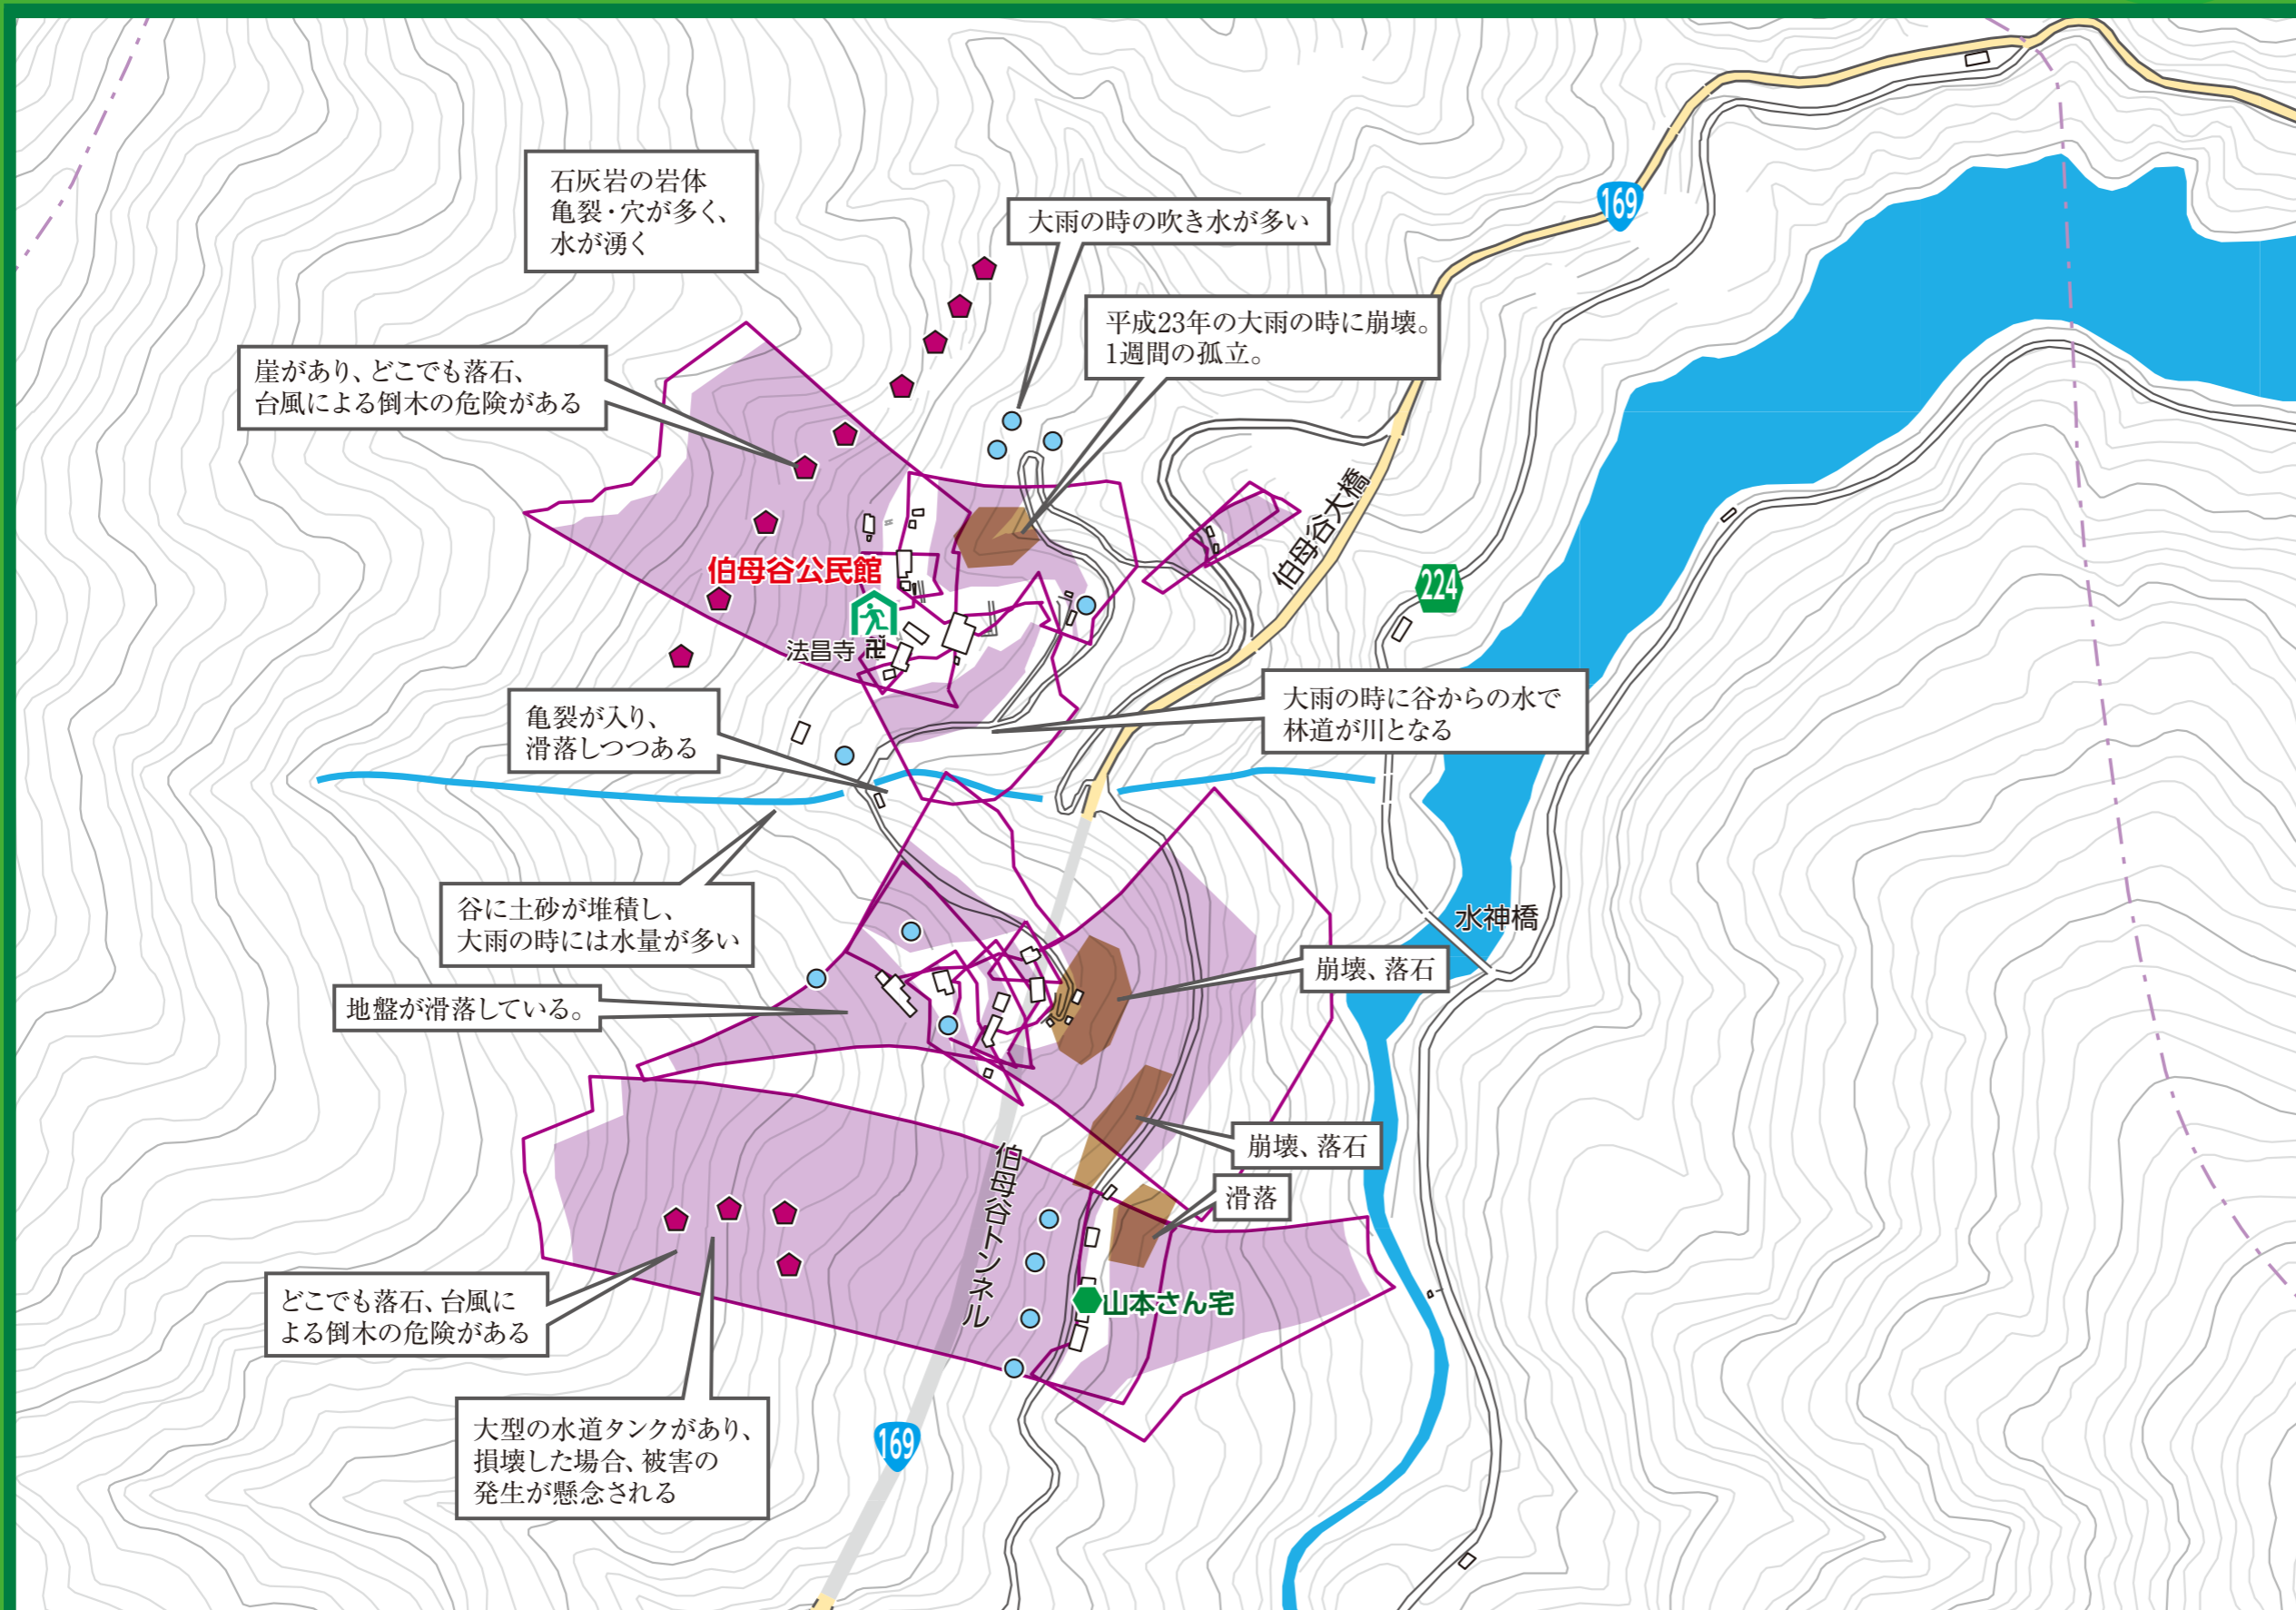 169
石灰岩の岩体
亀裂・穴が多く、
水が湧く
大雨の時の吹き水が多い
平成23年の大雨の時に崩壊。
1週間の孤立。
崖があり、どこでも落石、
台風による倒木の危険がある
伯母谷大橋
伯母谷公民館
224
法昌寺
卍
大雨の時に谷からの水で
林道が川となる
亀裂が入り、
滑落しつつある
谷に土砂が堆積し、
大雨の時には水量が多い
水神橋
崩壊、落石
地盤が滑落している。
崩壊、落石
伯母谷トンネル
滑落
山本さん宅
どこでも落石、台風に
よる倒木の危険がある
大型の水道タンクがあり、
損壊した場合、被害の
発生が懸念される
169